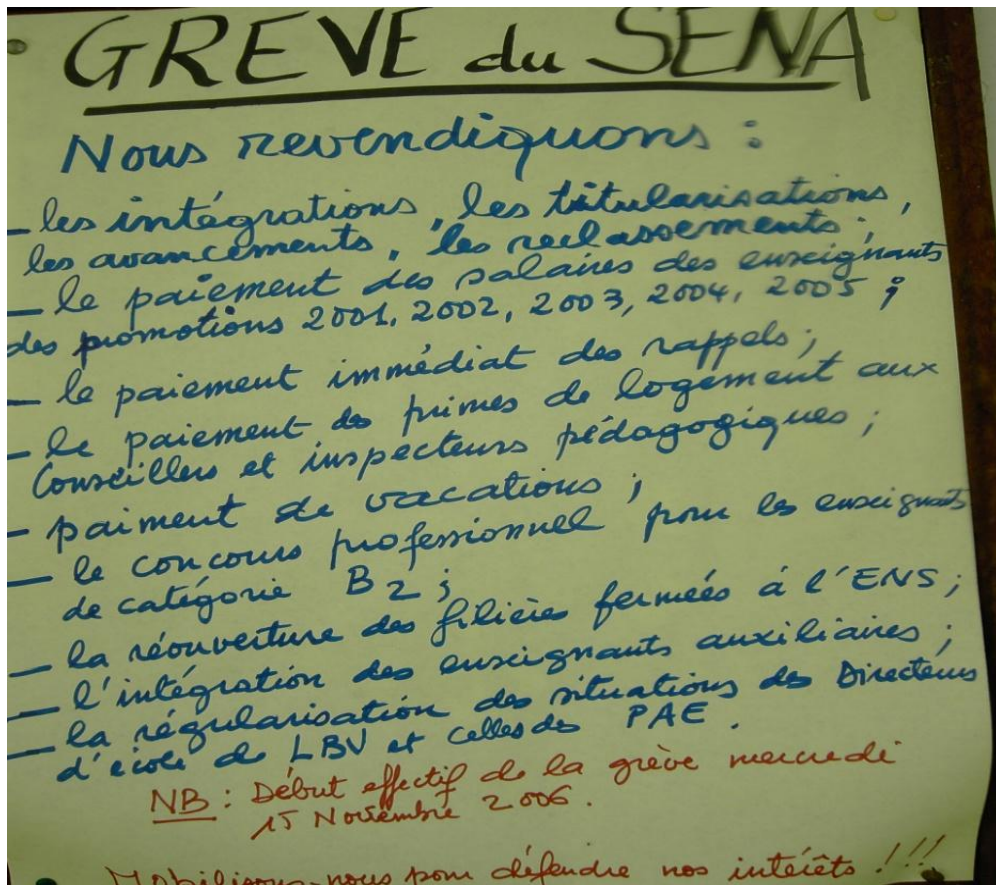 GREVE du SENA
Nous revendiquons :
- les intégrations, les titularisations,
les avancements, les reclassements ;
- le paiement des salaires des enseignants
des promotions 2001, 2002, 2003, 2004, 2005 ;
- le paiement immédiat des rappels ;
- le paiement des primes de logement aux
Conseillers et inspecteurs pédagogiques ;
- paiment de vacations ;
- le concours professionnel pour les enseignants
de catégorie B2 ;
- la réouverture des filières fermées á l'ENS ;
- l'intégration des enseignants auxiliaires ;
- la régularisation des situations des Directeurs
d'école de LBV et celles des PAE.
NB : Début effectif de la grève mercredi
15 Novembre 2006.
Mobilisons-nous pour défendre nos intérêts !!!